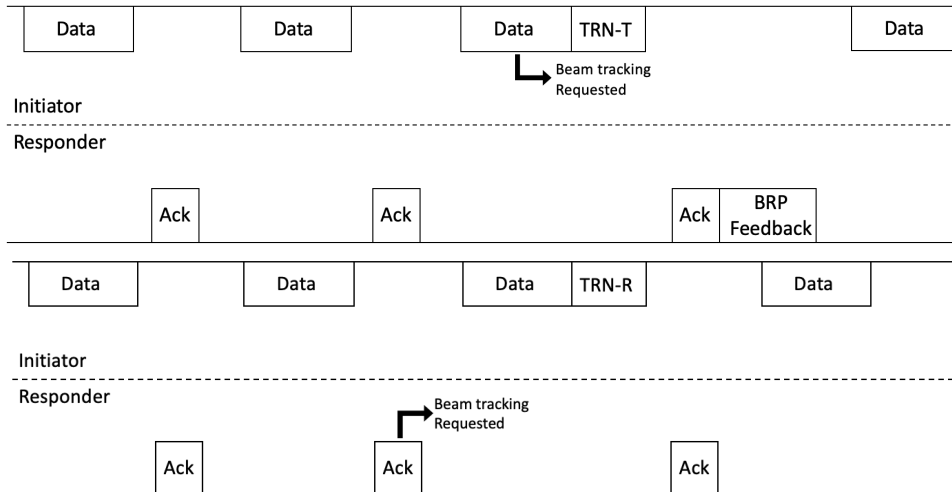 Data Data Data TRN-T Data
Beam tracking
Requested
Initiator
Responder
Ack Ack Ack BRP
Feedback
Data Data Data TRN-R Data
Initiator
Responder
Beam tracking
Requested
Ack Ack Ack